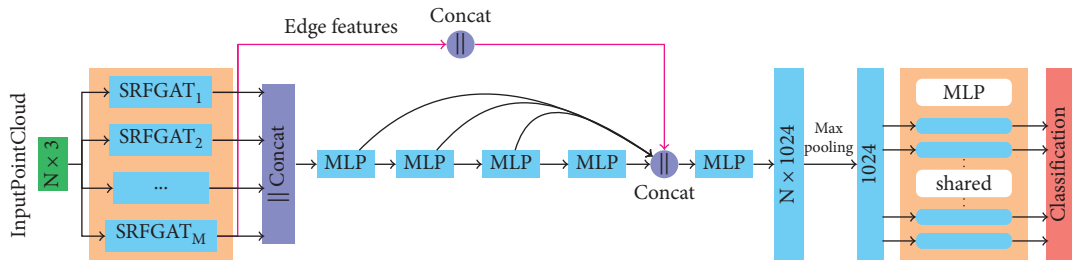 Concat
Edge features
||
InputPointCloud
N × 3
SRFGAT1
SRFGAT2
...
SRFGATM
|| Concat
MLP
MLP
MLP
MLP
||
Concat
MLP
N × 1024
Max
pooling
1024
MLP
...
shared
...
Classification